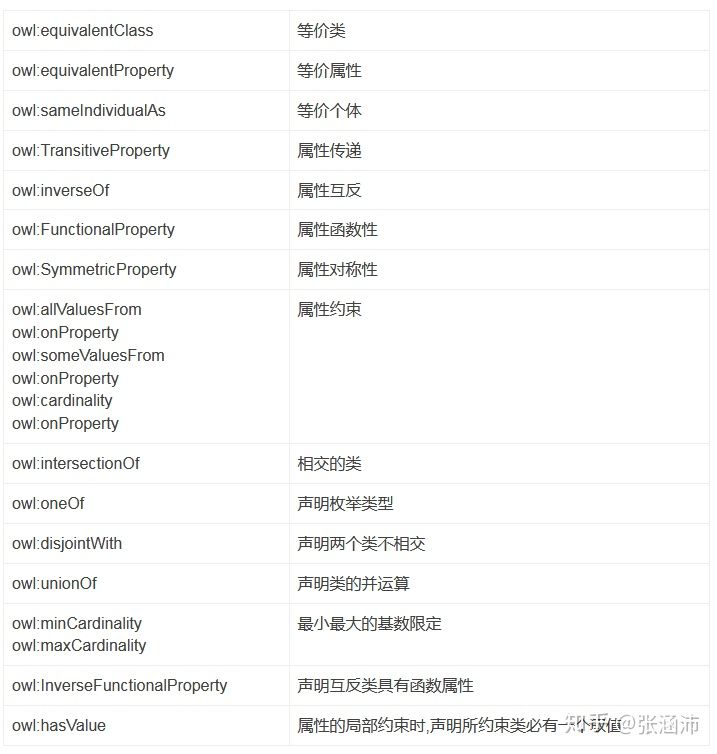 owl:equivalentClass 等价类
owl:equivalentProperty 等价属性
owl:sameIndividualAs 等价个体
owl:TransitiveProperty 属性传递
owl:inverseOf 属性互反
owl:FunctionalProperty 属性函数性
owl:SymmetricProperty 属性对称性
owl:allValuesFrom 属性约束
owl:onProperty
owl:someValuesFrom
owl:onProperty
owl:cardinality
owl:onProperty
owl:intersectionOf 相交的类
owl:oneOf 声明枚举类型
owl:disjointWith 声明两个类不相交
owl:unionOf 声明类的并运算
owl:minCardinality 最小最大的基数限定
owl:maxCardinality
owl:InverseFunctionalProperty 声明互反类具有函数属性
owl:hasValue 属性的局部约束时,声明所约束类必有一个取值
知乎 @张涵沛